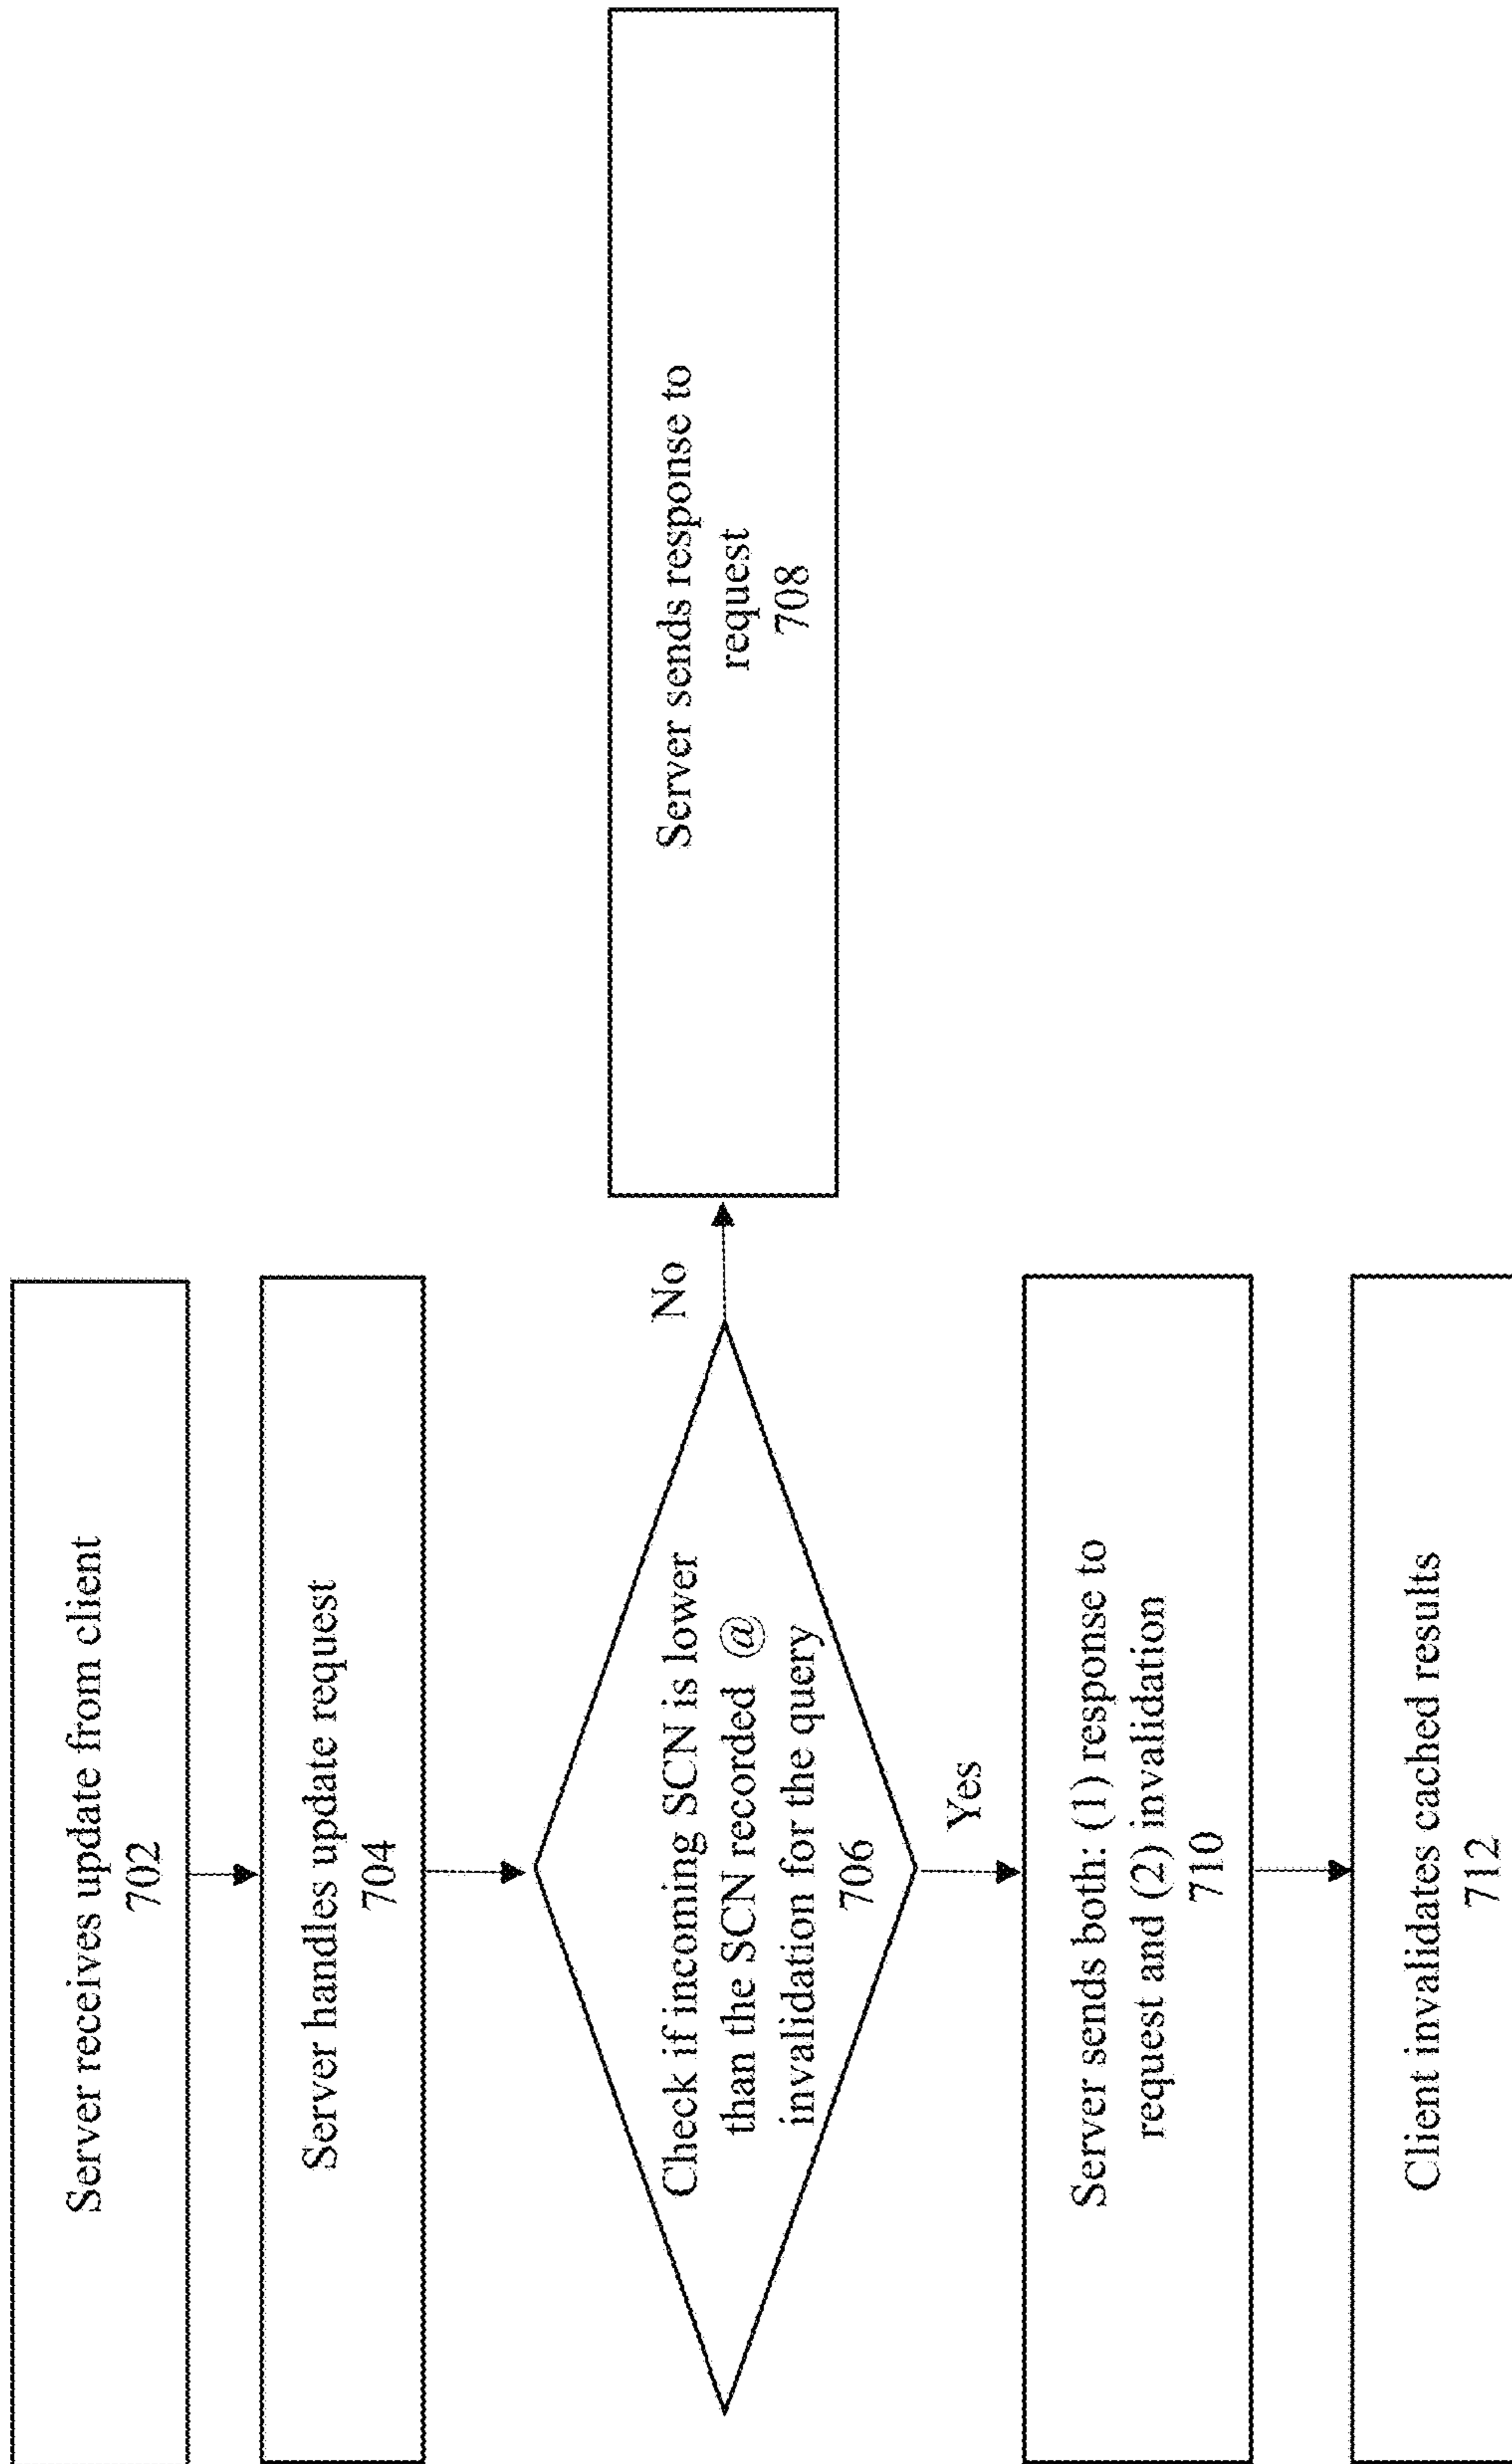 Server receives update from client
702
Server handles update request
704
Check if incoming SCN is lower
than the SCN recorded @
invalidation for the query
706
No
Server sends response to
request
708
Yes
Server sends both: (1) response to
request and (2) invalidation
710
Client invalidates cached results
712